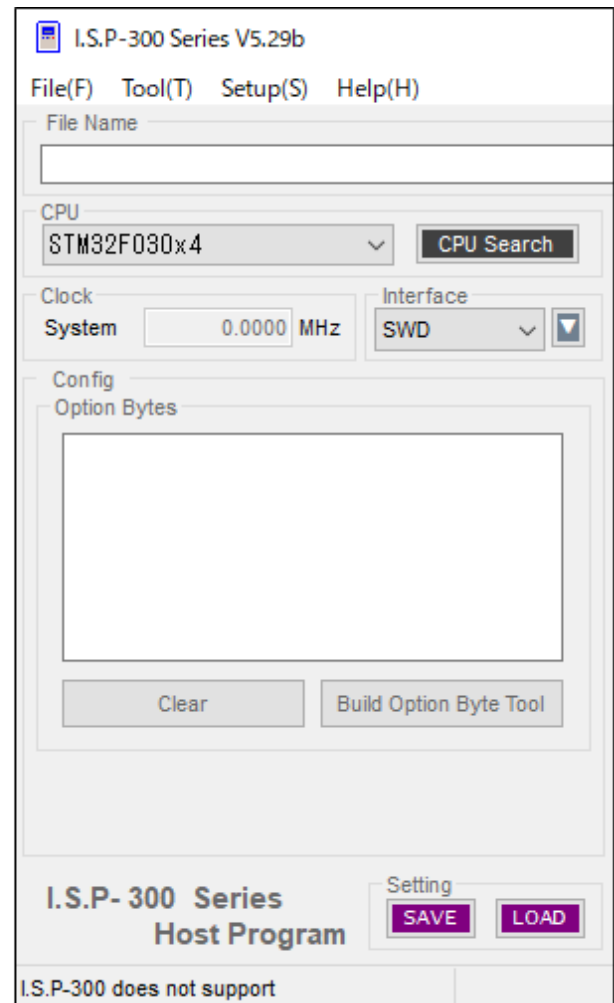 I.S.P-300 Series V5.29b
File(F) Tool(T) Setup(S) Help(H)
File Name
CPU
STM32F030x4
CPU Search
Clock
System 0.0000 MHz
Interface
SWD
Config
Option Bytes
Clear
Build Option Byte Tool
I.S.P- 300 Series
Host Program
Setting
SAVE
LOAD
I.S.P-300 does not support